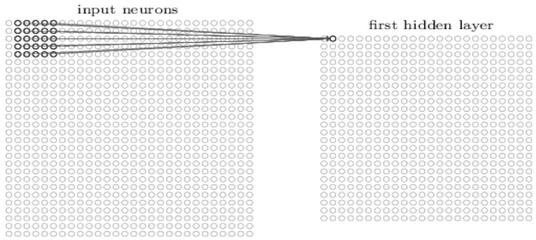 input neurons
first hidden layer